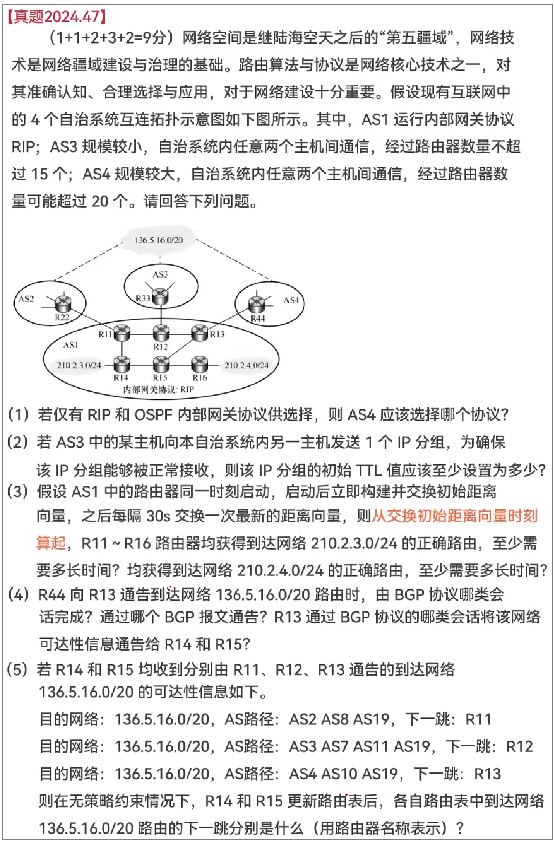 【真题2024.47】
（1+1+2+3+2=9分）网络空间是继陆海空天之后的“第五疆域”，网络技
术是网络疆域建设与治理的基础。路由算法与协议是网络核心技术之一，对
其准确认知、合理选择与应用，对于网络建设十分重要。假设现有互联网中
的 4 个自治系统互连拓扑示意图如下图所示。其中，AS1 运行内部网关协议
RIP；AS3 规模较小，自治系统内任意两个主机间通信，经过路由器数量不超
过 15 个；AS4 规模较大，自治系统内任意两个主机间通信，经过路由器数
量可能超过 20 个。请回答下列问题。
136.5.16.0/20
AS3
AS2
R33
AS4
R22
R44
R11
R12
R13
AS1
210.2.3.0/24
210.2.4.0/24
R14
R15
R16
内部网关协议: RIP
（1）若仅有 RIP 和 OSPF 内部网关协议供选择，则 AS4 应该选择哪个协议？
（2）若 AS3 中的某主机向本自治系统内另一主机发送 1 个 IP 分组，为确保
该 IP 分组能够被正常接收，则该 IP 分组的初始 TTL 值应该至少设置为多少？
（3）假设 AS1 中的路由器同一时刻启动，启动后立即构建并交换初始距离
向量，之后每隔 30s 交换一次最新的距离向量，则从交换初始距离向量时刻
算起，R11 ~ R16 路由器均获得到达网络 210.2.3.0/24 的正确路由，至少需
要多长时间？均获得到达网络 210.2.4.0/24 的正确路由，至少需要多长时间？
（4）R44 向 R13 通告到达网络 136.5.16.0/20 路由时，由 BGP 协议哪类会
话完成？通过哪个 BGP 报文通告？R13 通过 BGP 协议的哪类会话将该网络
可达性信息通告给 R14 和 R15？
（5）若 R14 和 R15 均收到分别由 R11、R12、R13 通告的到达网络
136.5.16.0/20 的可达性信息如下。
目的网络：136.5.16.0/20，AS路径：AS2 AS8 AS19，下一跳：R11
目的网络：136.5.16.0/20，AS路径：AS3 AS7 AS11 AS19，下一跳：R12
目的网络：136.5.16.0/20，AS路径：AS4 AS10 AS19，下一跳：R13
则在无策略约束情况下，R14 和 R15 更新路由表后，各自路由表中到达网络
136.5.16.0/20 路由的下一跳分别是什么（用路由器名称表示）？